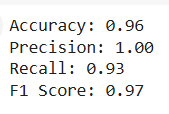 Accuracy: 0.96
Precision: 1.00
Recall: 0.93
F1 Score: 0.97